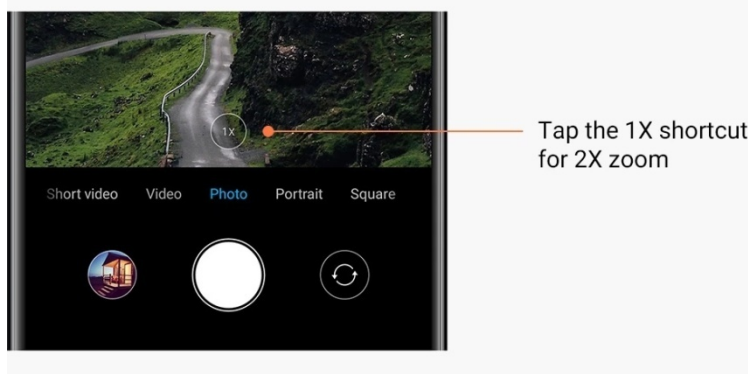 1X
Tap the 1X shortcut
for 2X zoom
Short video Video Photo Portrait Square